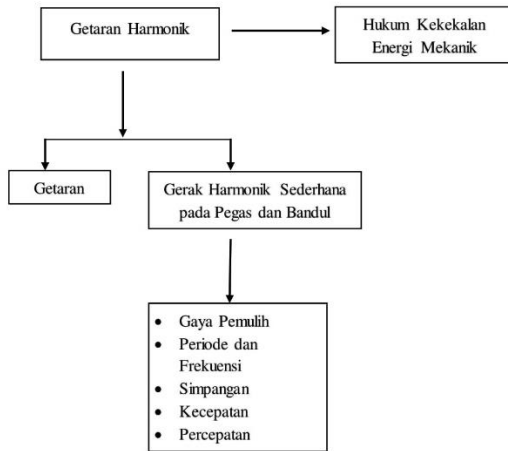 Getaran Harmonik
Hukum Kekekalan
Energi Mekanik
Getaran
Gerak Harmonik Sederhana
pada Pegas dan Bandul
• Gaya Pemulih
• Periode dan
Frekuensi
• Simpangan
• Kecepatan
• Percepatan